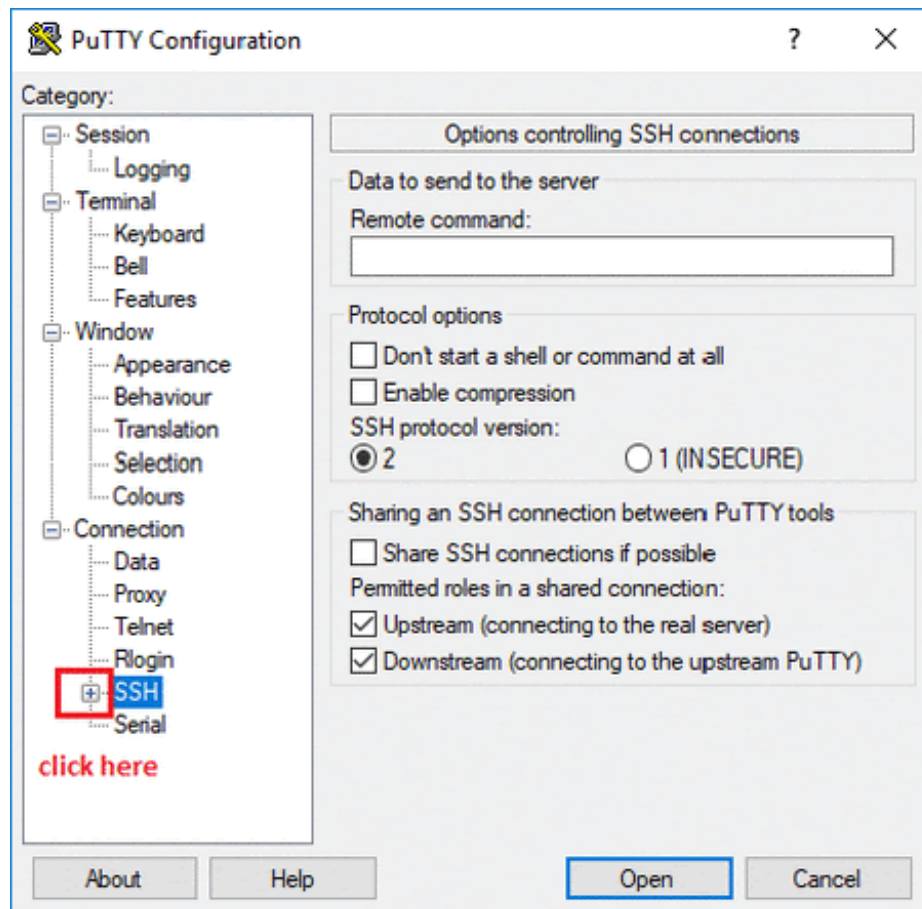 PuTTY Configuration
?
Category:
Session
Logging
Terminal
Keyboard
Bell
Features
Window
Appearance
Behaviour
Translation
Selection
Colours
Connection
Data
Proxy
Telnet
Rlogin
SSH
Serial
click here
Options controlling SSH connections
Data to send to the server
Remote command:
Protocol options
Don't start a shell or command at all
Enable compression
SSH protocol version:
2 1 (INSECURE)
Sharing an SSH connection between PuTTY tools
Share SSH connections if possible
Permitted roles in a shared connection:
Upstream (connecting to the real server)
Downstream (connecting to the upstream PuTTY)
About Help Open Cancel